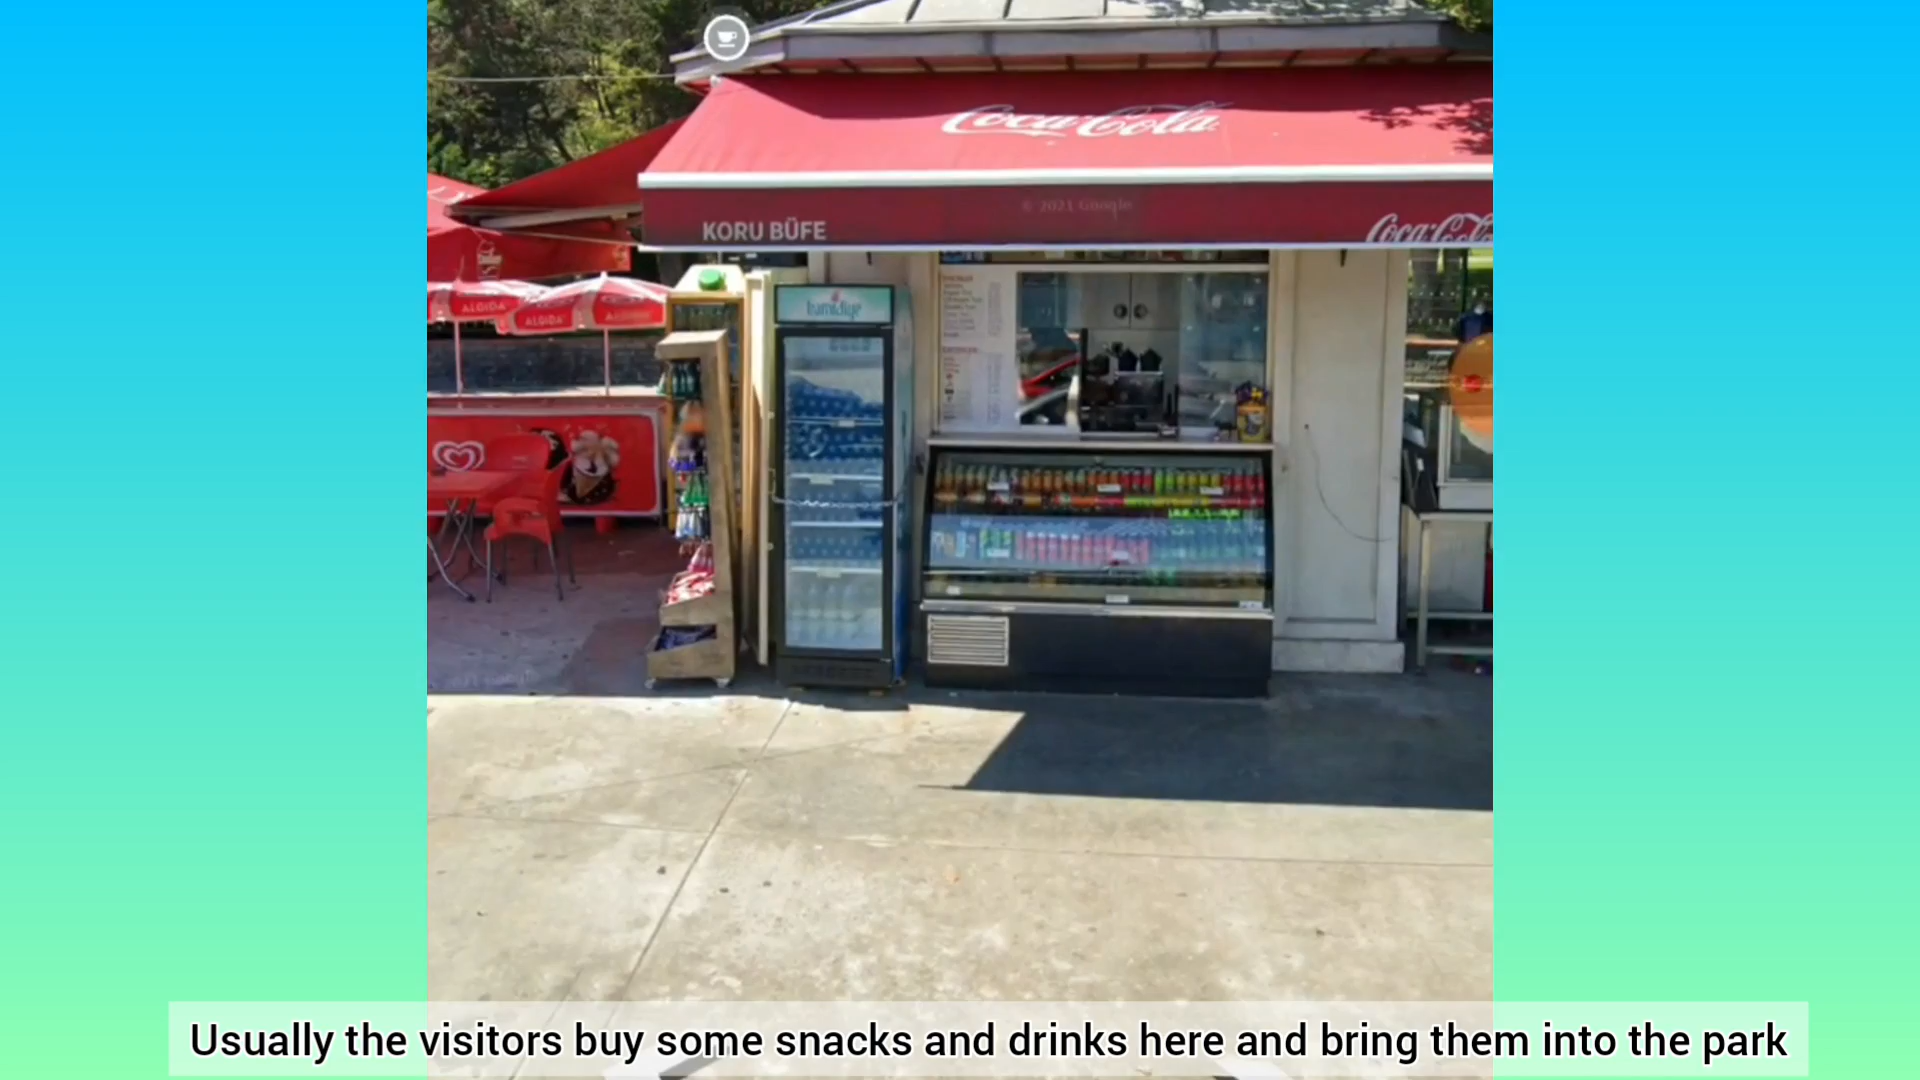 Coca-Cola
© 2021 Google
KORU BÜFE
Coca-Cola
ALGIDA
ALGIDA
hamidiye
Usually the visitors buy some snacks and drinks here and bring them into the park